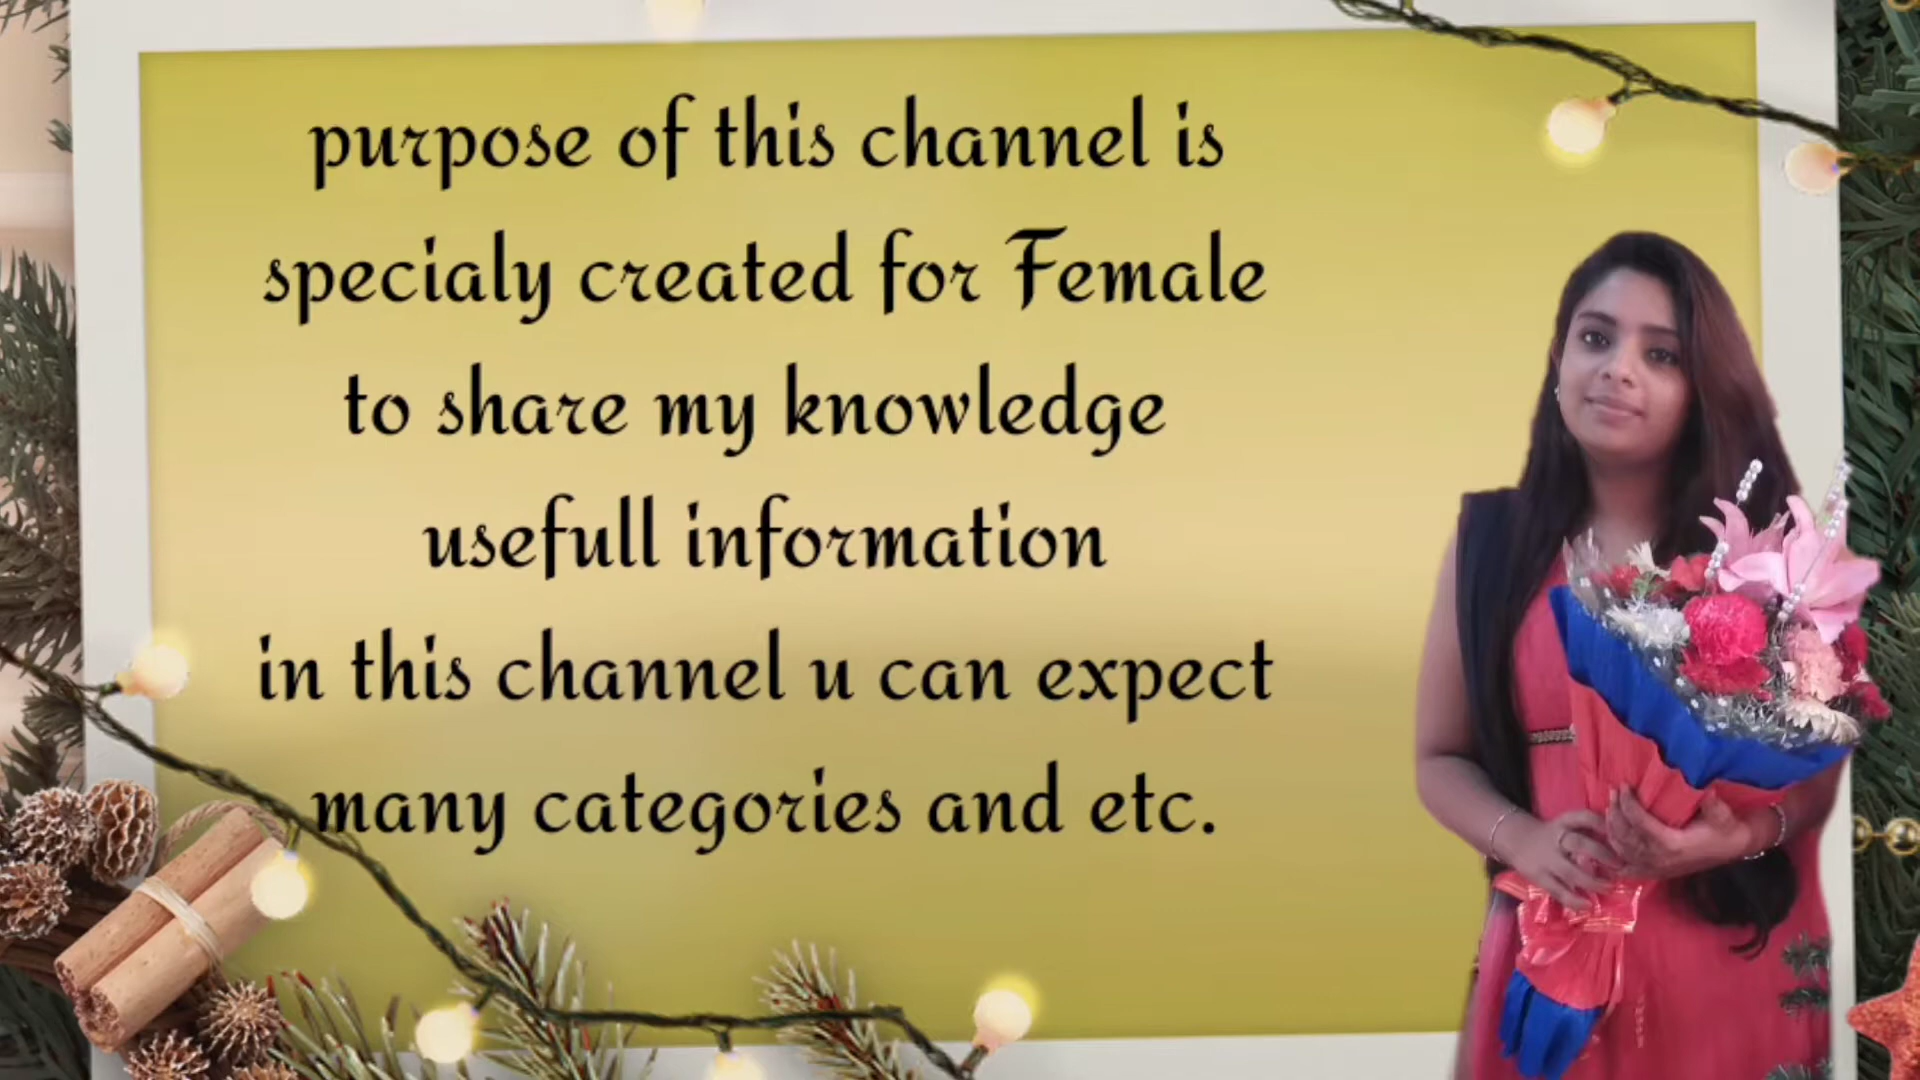 purpose of this channel is
specialy created for Female
to share my knowledge
usefull information
in this channel u can expect
many categories and etc.